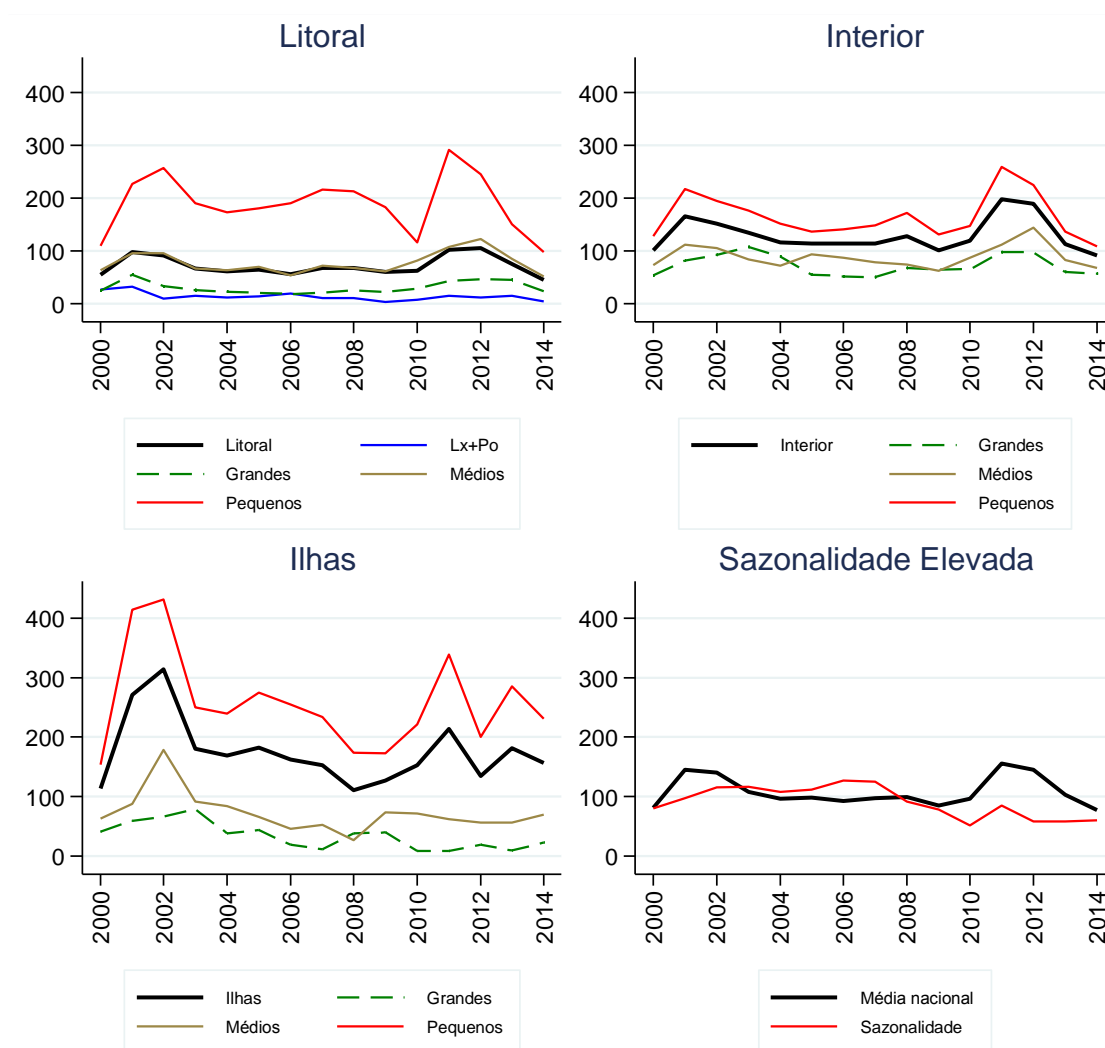 Litoral
400
300
200
100
0
2000
2002
2004
2006
2008
2010
2012
2014
Litoral
Lx+Po
Grandes
Médios
Pequenos
Interior
400
300
200
100
0
2000
2002
2004
2006
2008
2010
2012
2014
Interior
Grandes
Médios
Pequenos
Ilhas
400
300
200
100
0
2000
2002
2004
2006
2008
2010
2012
2014
Ilhas
Grandes
Médios
Pequenos
Sazonalidade Elevada
400
300
200
100
0
2000
2002
2004
2006
2008
2010
2012
2014
Média nacional
Sazonalidade